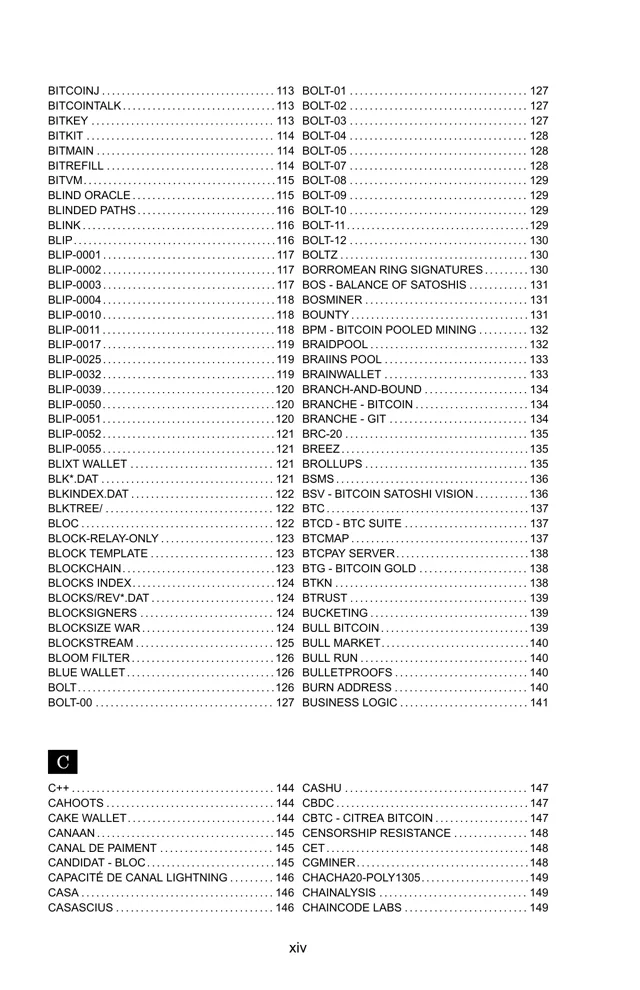 BITCOINJ .................................. 113
BITCOINTALK .............................. 113
BITKEY .................................... 113
BITKIT ..................................... 114
BITMAIN ................................... 114
BITREFILL ................................. 114
BITVM ...................................... 115
BLIND ORACLE ............................ 115
BLINDED PATHS ........................... 116
BLINK ...................................... 116
BLIP ........................................ 116
BLIP-0001 .................................. 117
BLIP-0002 .................................. 117
BLIP-0003 .................................. 117
BLIP-0004 .................................. 118
BLIP-0010 .................................. 118
BLIP-0011 .................................. 118
BLIP-0017 .................................. 119
BLIP-0025 .................................. 119
BLIP-0032 .................................. 119
BLIP-0039 .................................. 120
BLIP-0050 .................................. 120
BLIP-0051 .................................. 120
BLIP-0052 .................................. 121
BLIP-0055 .................................. 121
BLIXT WALLET ............................ 121
BLK*.DAT .................................. 121
BLKINDEX.DAT ............................ 122
BLKTREE/ .................................. 122
BLOC ....................................... 122
BLOCK-RELAY-ONLY ...................... 123
BLOCK TEMPLATE ........................ 123
BLOCKCHAIN .............................. 123
BLOCKS INDEX ............................ 124
BLOCKS/REV*.DAT ........................ 124
BLOCKSIGNERS .......................... 124
BLOCKSIZE WAR .......................... 124
BLOCKSTREAM ........................... 125
BLOOM FILTER ............................ 126
BLUE WALLET ............................. 126
BOLT ....................................... 126
BOLT-00 ................................... 127
BOLT-01 ................................... 127
BOLT-02 ................................... 127
BOLT-03 ................................... 127
BOLT-04 ................................... 128
BOLT-05 ................................... 128
BOLT-07 ................................... 128
BOLT-08 ................................... 129
BOLT-09 ................................... 129
BOLT-10 ................................... 129
BOLT-11 ................................... 129
BOLT-12 ................................... 130
BOLTZ ..................................... 130
BORROMEAN RING SIGNATURES ......... 130
BOS - BALANCE OF SATOSHIS ............ 131
BOSMINER ................................ 131
BOUNTY ................................... 131
BPM - BITCOIN POOLED MINING .......... 132
BRAIDPOOL ............................... 132
BRAIINS POOL ............................ 133
BRAINWALLET ............................ 133
BRANCH-AND-BOUND ..................... 134
BRANCHE - BITCOIN ...................... 134
BRANCHE - GIT ........................... 134
BRC-20 .................................... 135
BREEZ ..................................... 135
BROLLUPS ................................ 135
BSMS ...................................... 136
BSV - BITCOIN SATOSHI VISION ........... 136
BTC ........................................ 137
BTCD - BTC SUITE ........................ 137
BTCMAP ................................... 137
BTCPAY SERVER .......................... 138
BTG - BITCOIN GOLD ..................... 138
BTKN ...................................... 138
BTRUST ................................... 139
BUCKETING ............................... 139
BULL BITCOIN ............................. 139
BULL MARKET ............................. 140
BULL RUN ................................. 140
BULLETPROOFS .......................... 140
BURN ADDRESS .......................... 140
BUSINESS LOGIC ......................... 141
C
C++ ........................................ 144
CAHOOTS ................................. 144
CAKE WALLET ............................. 144
CANAAN ................................... 145
CANAL DE PAIMENT ...................... 145
CANDIDAT - BLOC ......................... 145
CAPACITÉ DE CANAL LIGHTNING ......... 146
CASA ...................................... 146
CASASCIUS ............................... 146
CASHU .................................... 147
CBDC ...................................... 147
CBTC - CITREA BITCOIN .................. 147
CENSORSHIP RESISTANCE ............... 148
CET ........................................ 148
CGMINER .................................. 148
CHACHA20-POLY1305 ..................... 149
CHAINALYSIS ............................. 149
CHAINCODE LABS ........................ 149
xiv